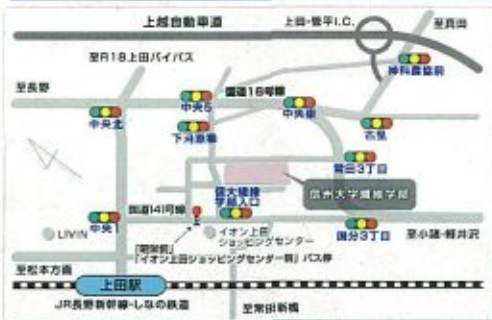 上越自動車道
上田・菅平I.C.
至真田
至R18上田バイパス
神科農協前
至長野
中央5
国道18号線
中央東
中央北
下河原場
古里
常田3丁目
信大繊維
学部入口
信州大学繊維学部
国道141号線
中央1
LIVIN
イオン上田
ショッピングセンター
国分3丁目
至小諸・軽井沢
「イオン上田ショッピングセンター前」バス停
至松本方面
上田駅
JR長野新幹線・しなの鉄道
至常田新橋